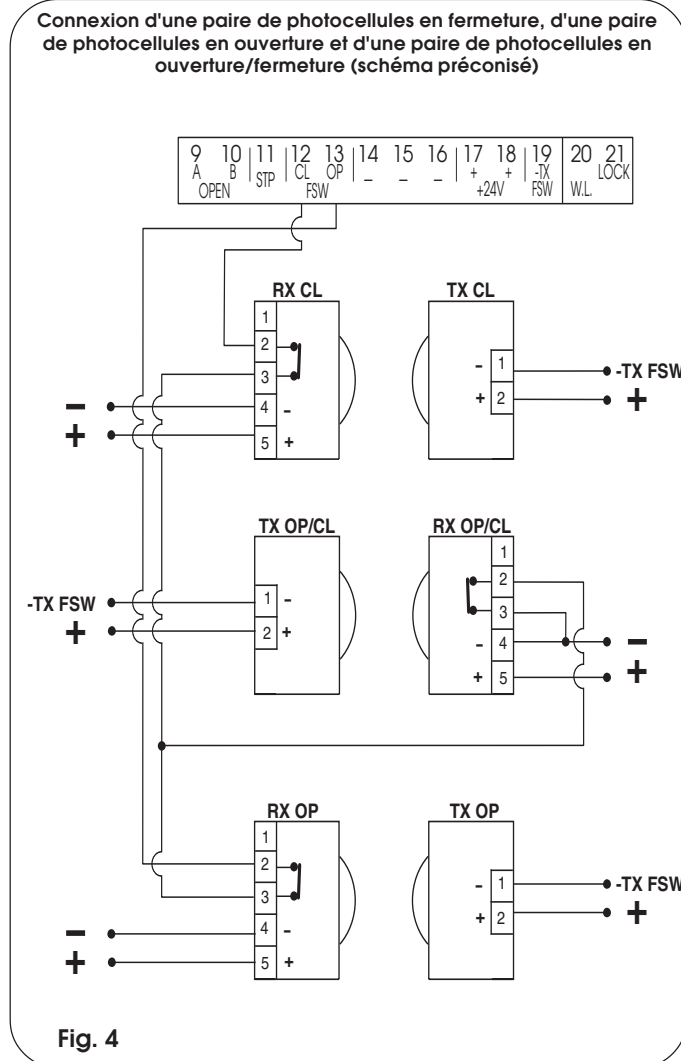 Connexion d'une paire de photocellules en fermeture, d'une paire
de photocellules en ouverture et d'une paire de photocellules en
ouverture/fermeture (schéma préconisé)
9 10 11 12 13 14 15 16 17 18 19 20 21
A B STP CL OP _ _ _ + + -TX LOCK
OPEN FSW +24V FSW W.L.
RX CL TX CL
1
2
3
4 -
5 +
- +
- 1 -TX FSW
+ 2 +
TX OP/CL RX OP/CL
-TX FSW 1 -
+ 2 +
1
2
3
- 4 -
+ 5 +
RX OP TX OP
1
2
3
- 4 -
+ 5 +
- 1 -TX FSW
+ 2 +
Fig. 4